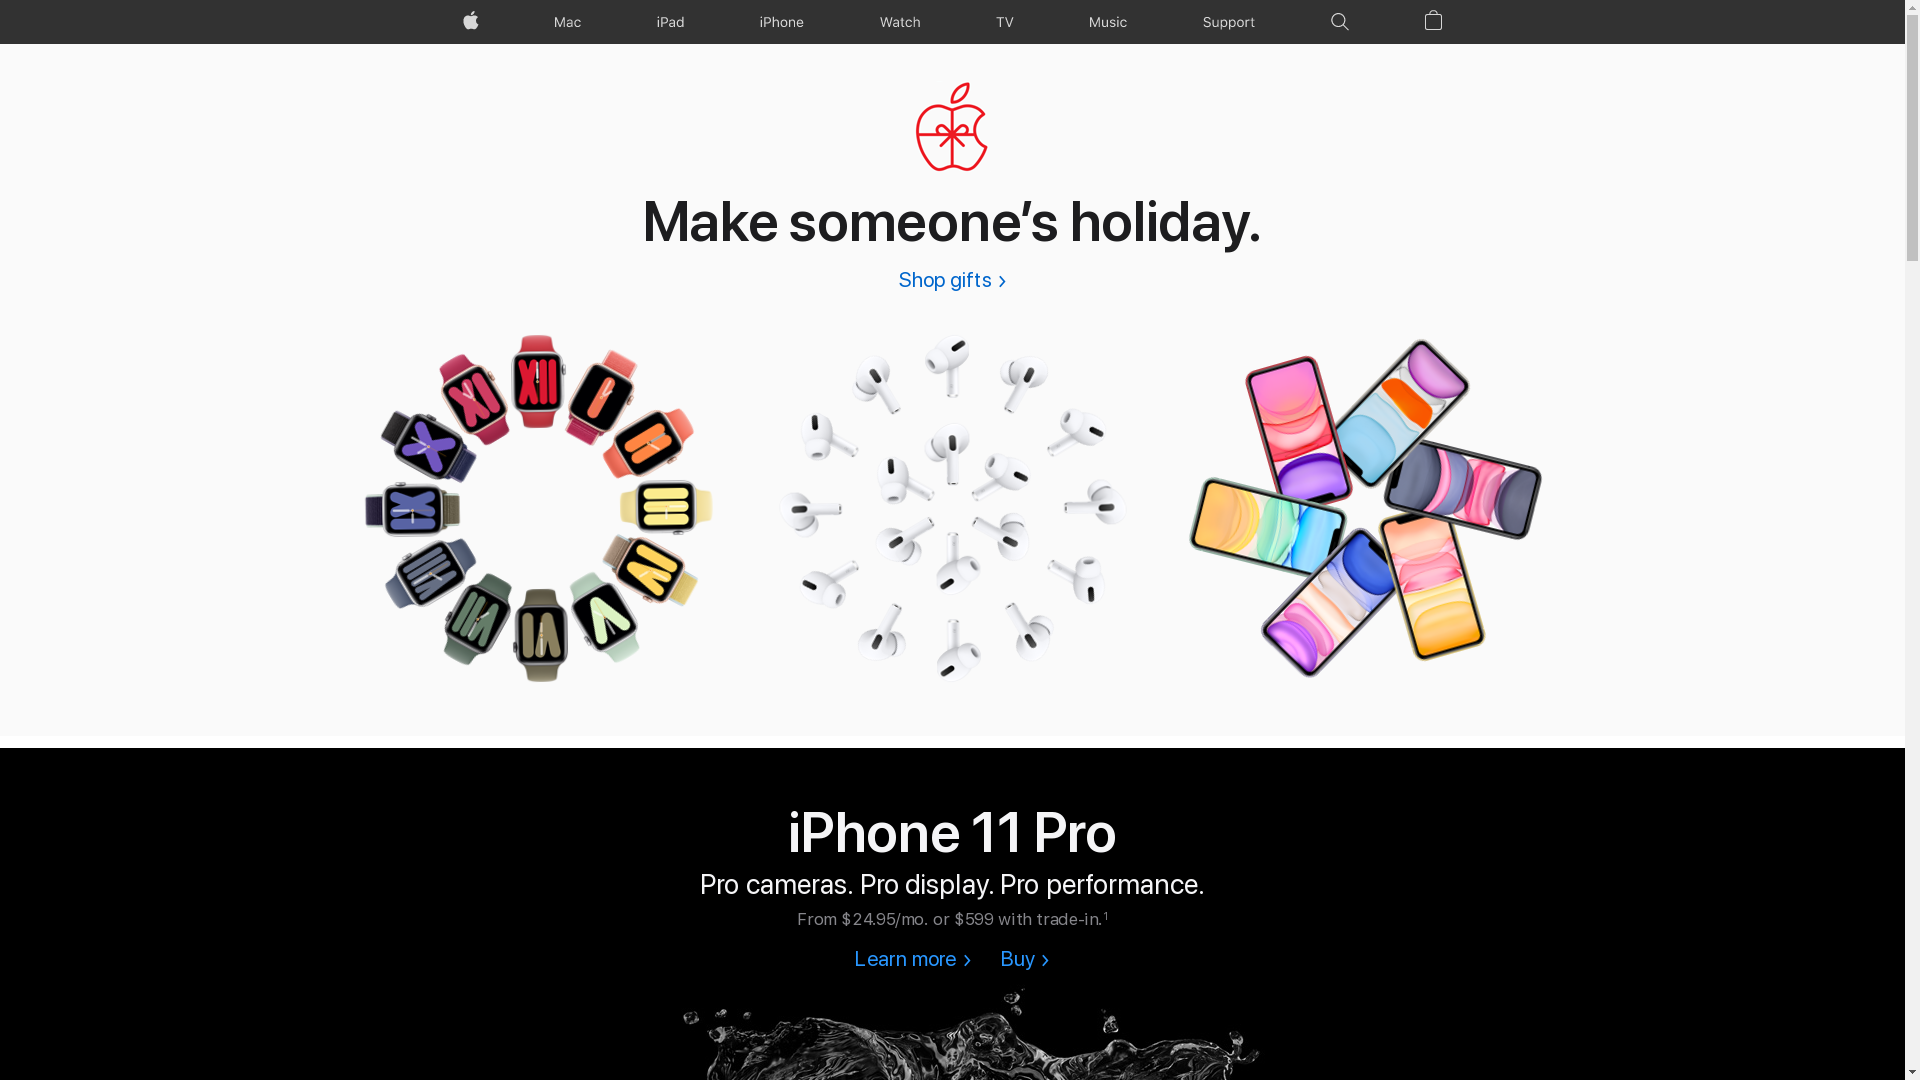 Mac iPad iPhone Watch TV Music Support
Make someone’s holiday.
Shop gifts >
iPhone 11 Pro
Pro cameras. Pro display. Pro performance.
From $24.95/mo. or $599 with trade-in.¹
Learn more > Buy >